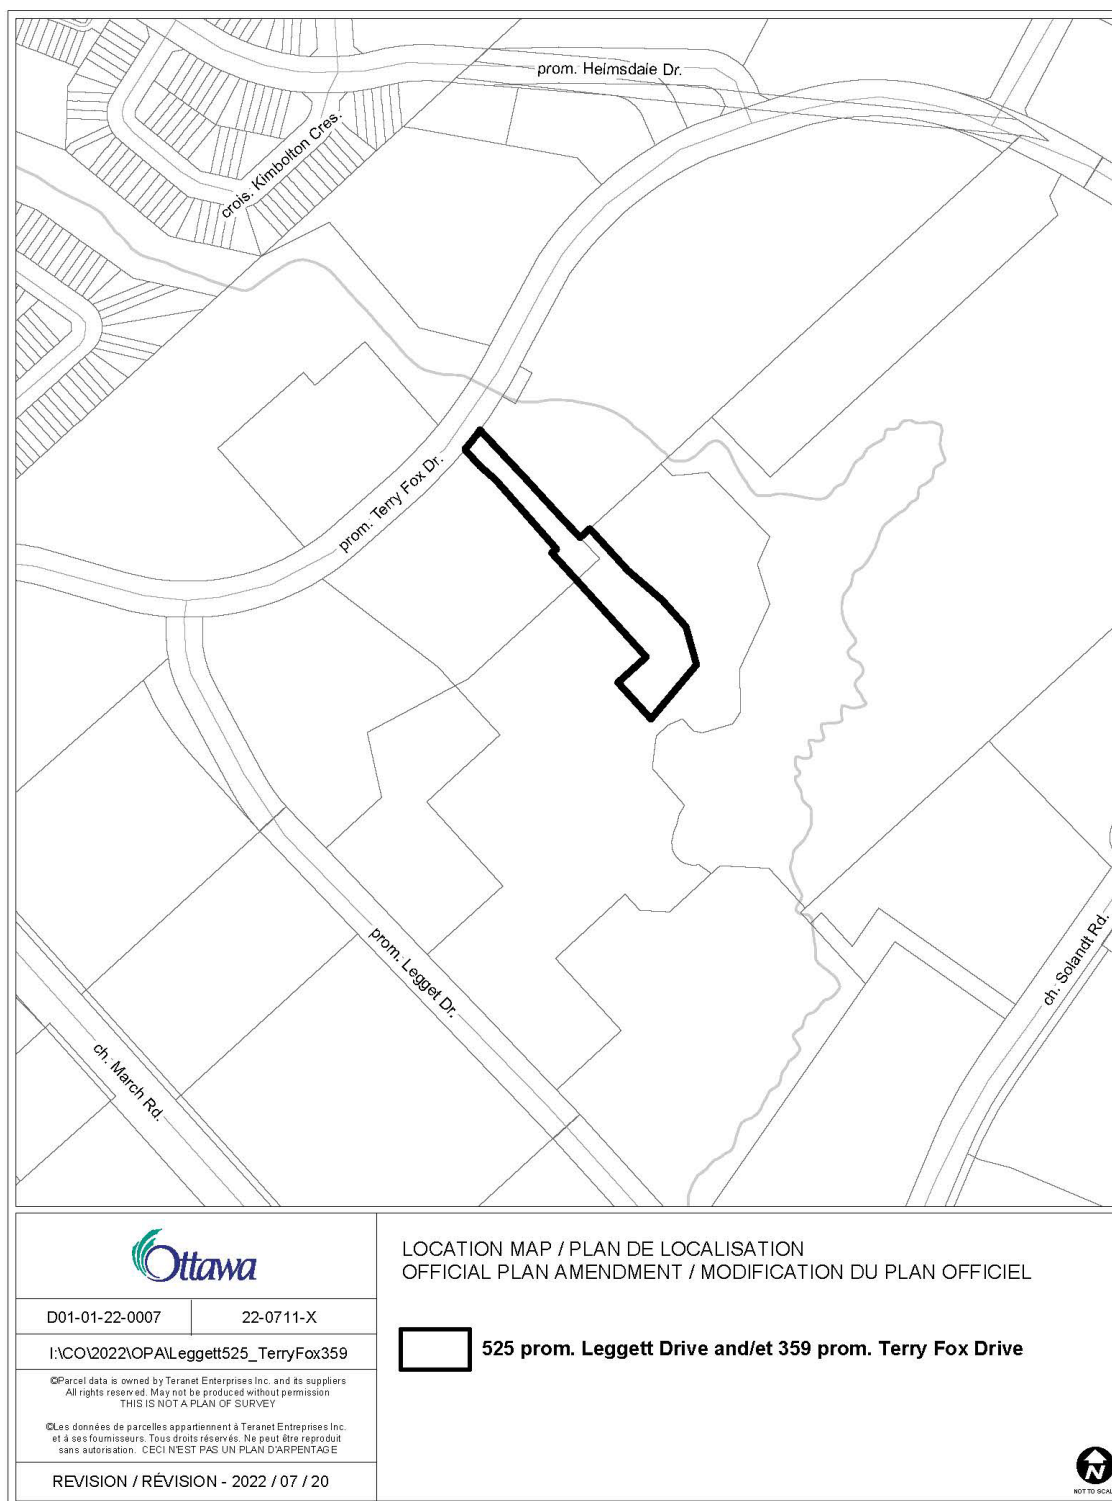 prom. Helmsdale Dr.
crois. Kimbolton Cres.
prom. Terry Fox Dr.
prom. Legget Dr.
ch. March Rd.
ch. Solandt Rd.
Ottawa
D01-01-22-0007
22-0711-X
I:\CO\2022\OPA\Leggett525_TerryFox359
©Parcel data is owned by Teranet Enterprises Inc. and its suppliers
All rights reserved. May not be produced without permission
THIS IS NOT A PLAN OF SURVEY
©Les données de parcelles appartiennent à Teranet Entreprises Inc.
et à ses fournisseurs. Tous droits réservés. Ne peut être reproduit
sans autorisation. CECI N'EST PAS UN PLAN D'ARPENTAGE
REVISION / RÉVISION - 2022 / 07 / 20
LOCATION MAP / PLAN DE LOCALISATION
OFFICIAL PLAN AMENDMENT / MODIFICATION DU PLAN OFFICIEL
525 prom. Leggett Drive and/et 359 prom. Terry Fox Drive
N
NOT TO SCAL